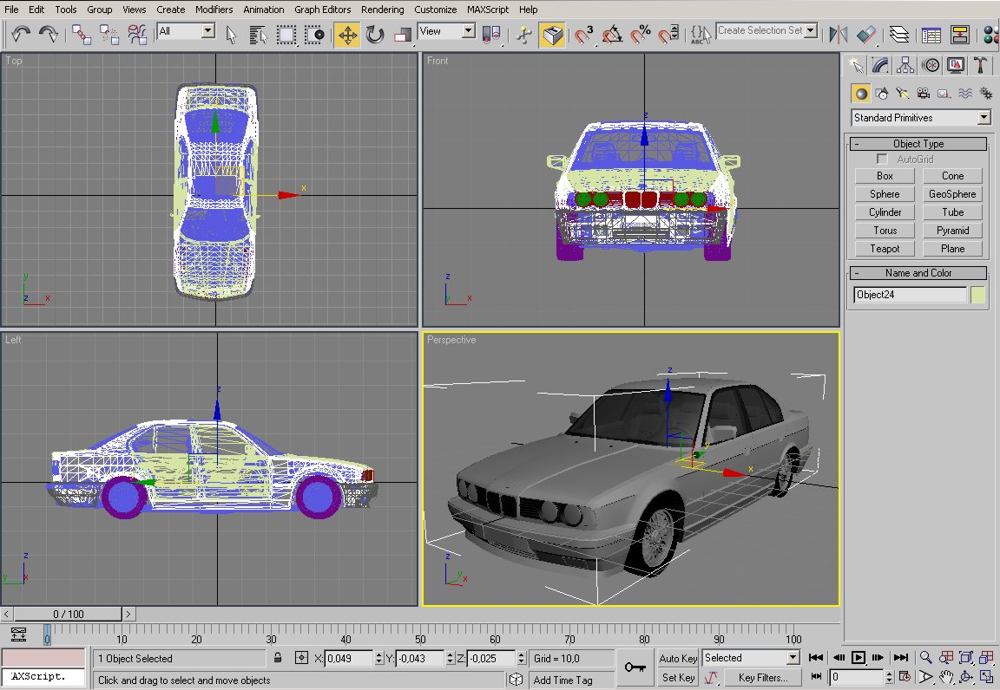 File Edit Tools Group Views Create Modifiers Animation Graph Editors Rendering Customize MAXScript Help
All View 3 % ABC Create Selection Set
Top
y
x
z
x
y
Front
z
z
x
y
Standard Primitives
- Object Type
AutoGrid
Box Cone
Sphere GeoSphere
Cylinder Tube
Torus Pyramid
Teapot Plane
- Name and Color
Object24
Left
z
z
y
x
Perspective
z
y
x
z
y
x
< 0 / 100 >
0 10 20 30 40 50 60 70 80 90 100
1 Object Selected X: 0,049 Y: -0,043 Z: -0,025 Grid = 10,0 Auto Key Selected
AXScript. Click and drag to select and move objects Add Time Tag Set Key Key Filters... 0